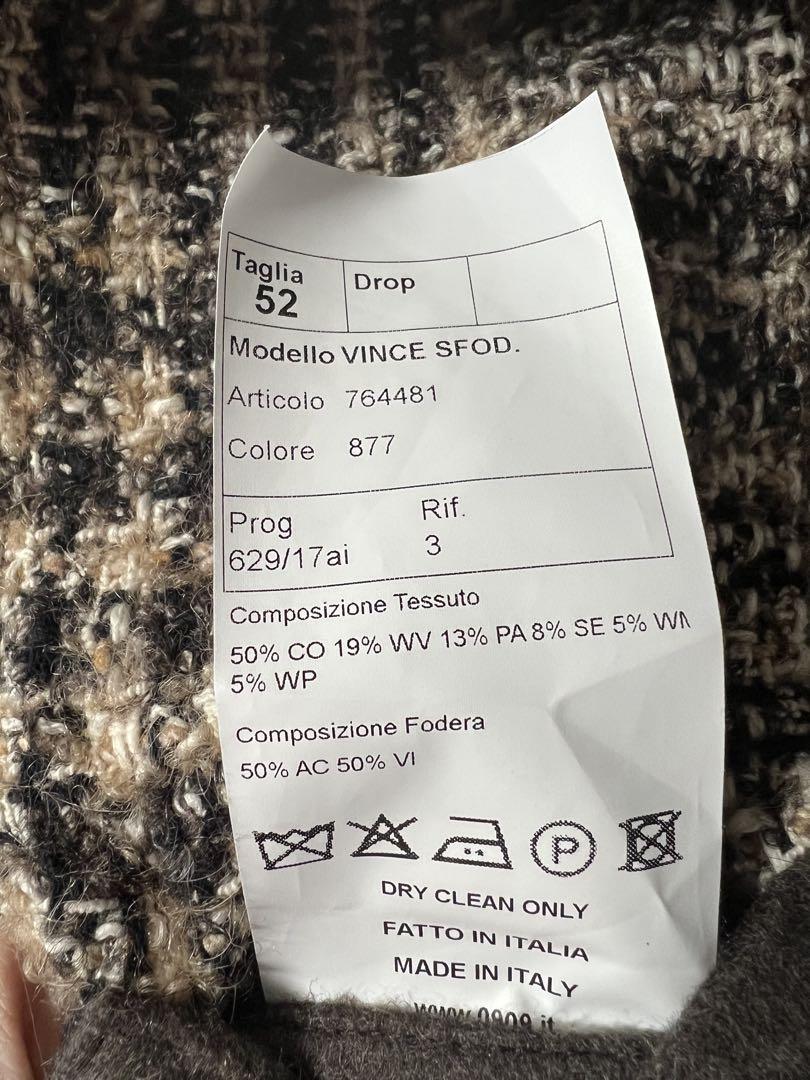 Taglia
52
Drop
Modello VINCE SFOD.
Articolo 764481
Colore 877
Prog
629/17ai
Rif.
3
Composizione Tessuto
50% CO 19% WV 13% PA 8% SE 5%
5% WP
Composizione Fodera
50% AC 50% VI
P
DRY CLEAN ONLY
FATTO IN ITALIA
MADE IN ITALY